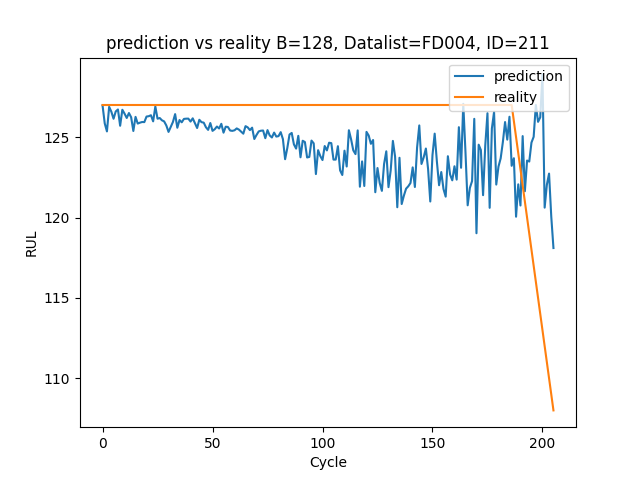 prediction vs reality B=128, Datalist=FD004, ID=211
prediction
reality
125
120
115
110
RUL
0
50
100
150
200
Cycle